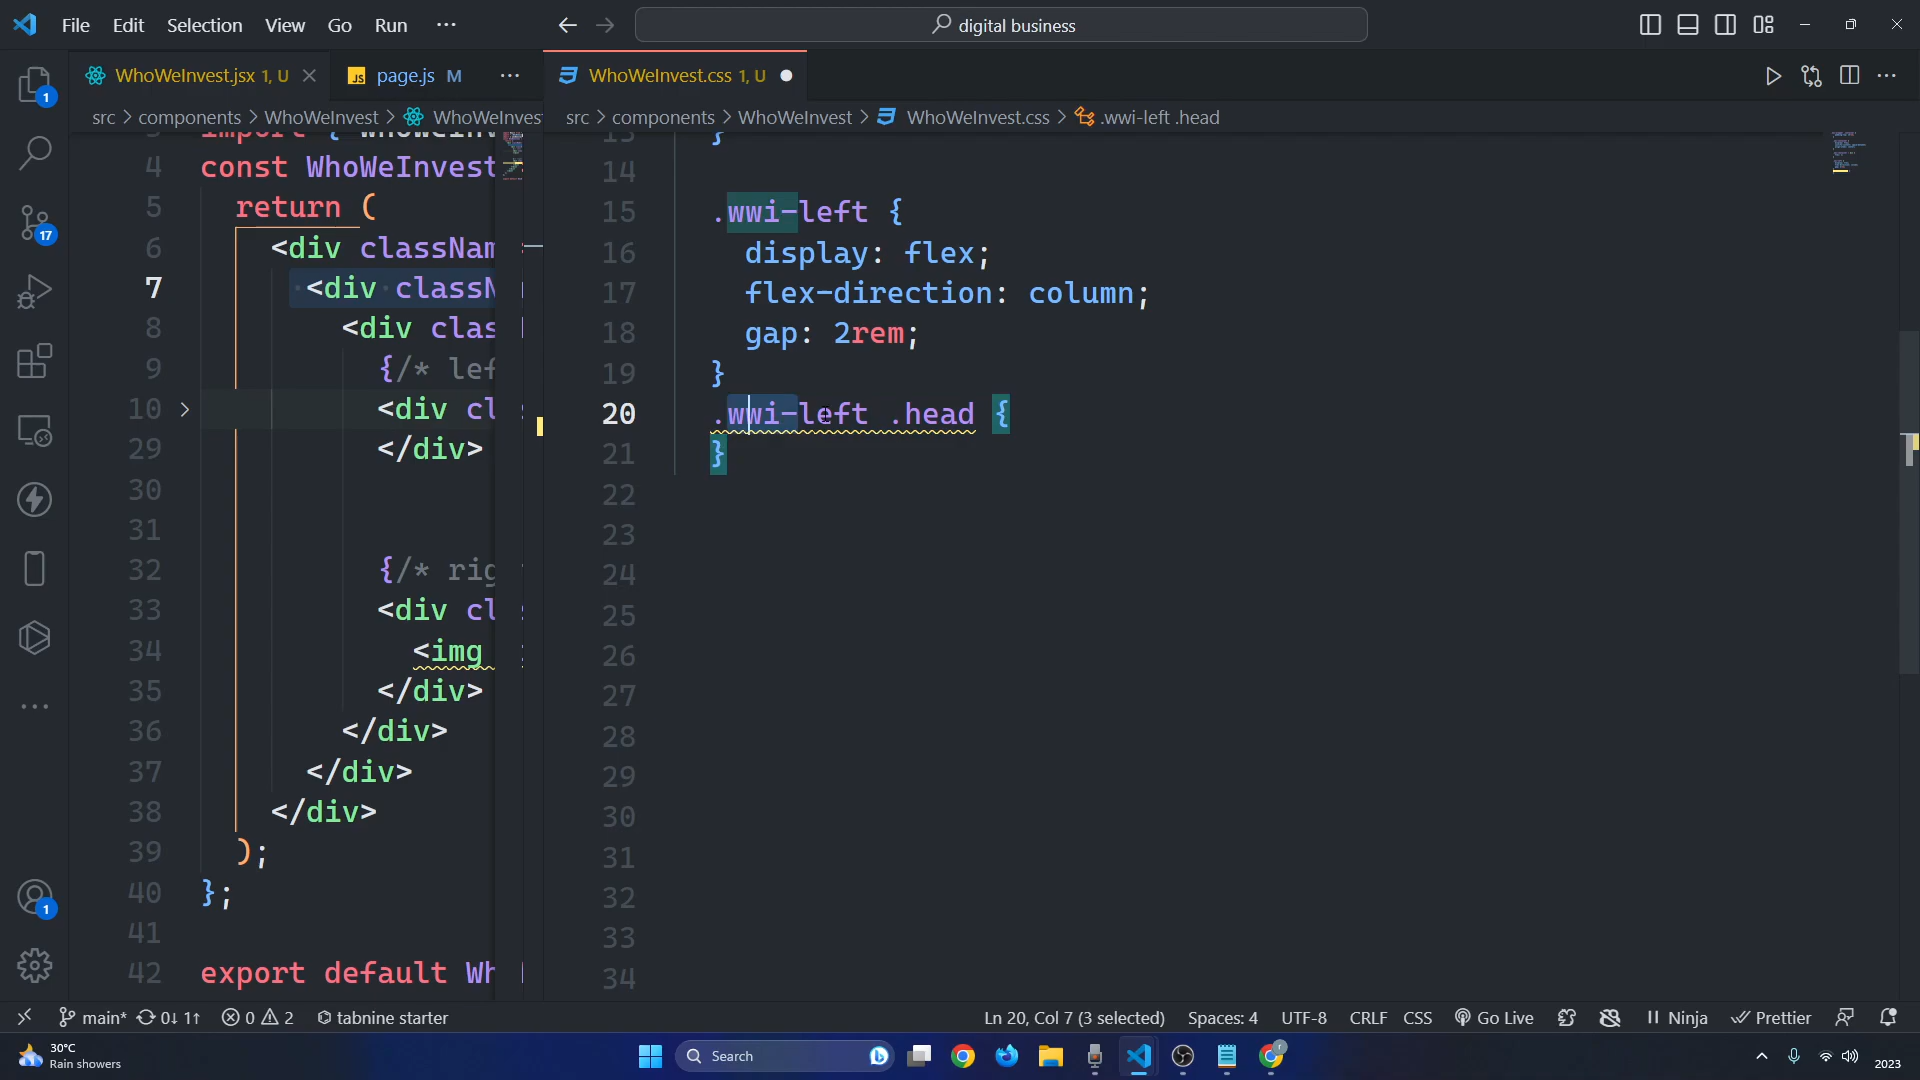 File Edit Selection View Go Run ···
digital business
WhoWeInvest.jsx 1, U
JS page.js M ···
WhoWeInvest.css 1, U
src > components > WhoWeInvest > WhoWeInvest
src > components > WhoWeInvest > WhoWeInvest.css > .wwi-left .head
4 const WhoWeInvest
5 return (
6 <div classNam
7 <div classN
8 <div clas
9 {/* lef
10 <div cl
29 </div>
30
31
32 {/* rig
33 <div cl
34 <img
35 </div>
36 </div>
37 </div>
38 </div>
39 );
40 };
41
42 export default Wh
13 }
14
15 .wwi-left {
16 display: flex;
17 flex-direction: column;
18 gap: 2rem;
19 }
20 .wwi-left .head {
21 }
22
23
24
25
26
27
28
29
30
31
32
33
34
1
17
1
main* 0↓ 1↑ 0 2 tabnine starter
Ln 20, Col 7 (3 selected) Spaces: 4 UTF-8 CRLF CSS Go Live Ninja Prettier
30°C
Rain showers
Search
2023